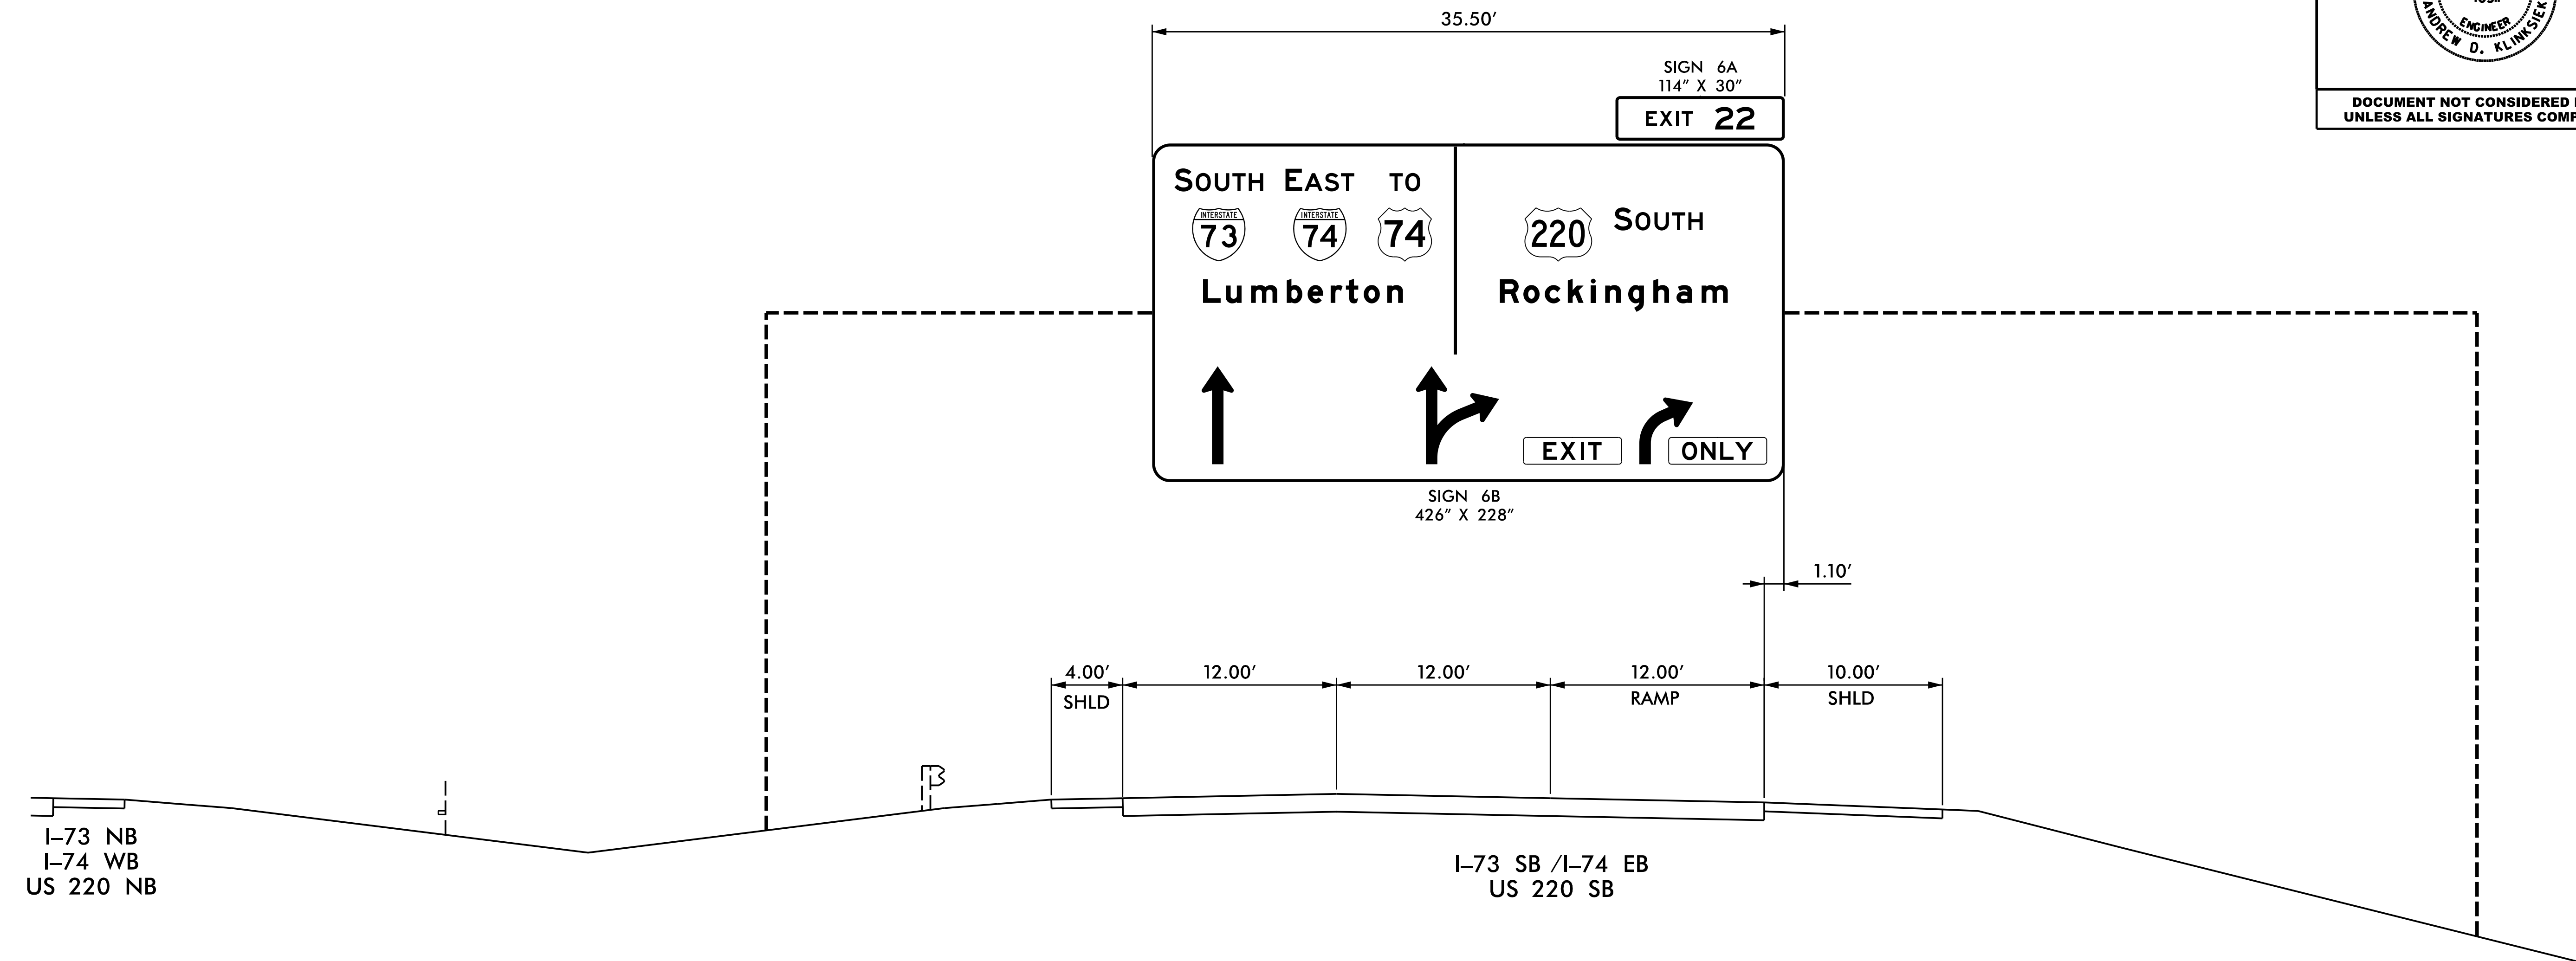 35.50′
SIGN 6A
114″ X 30″
EXIT 22
SOUTH EAST TO
INTERSTATE 73
INTERSTATE 74
74
220 SOUTH
Lumberton
Rockingham
EXIT ONLY
SIGN 6B
426″ X 228″
1.10′
4.00′ 12.00′ 12.00′ 12.00′ 10.00′
SHLD RAMP SHLD
I–73 NB
I–74 WB
US 220 NB
I–73 SB /I–74 EB
US 220 SB
ENGINEER
ANDREW D. KLINKSIEK
DOCUMENT NOT CONSIDERED
UNLESS ALL SIGNATURES